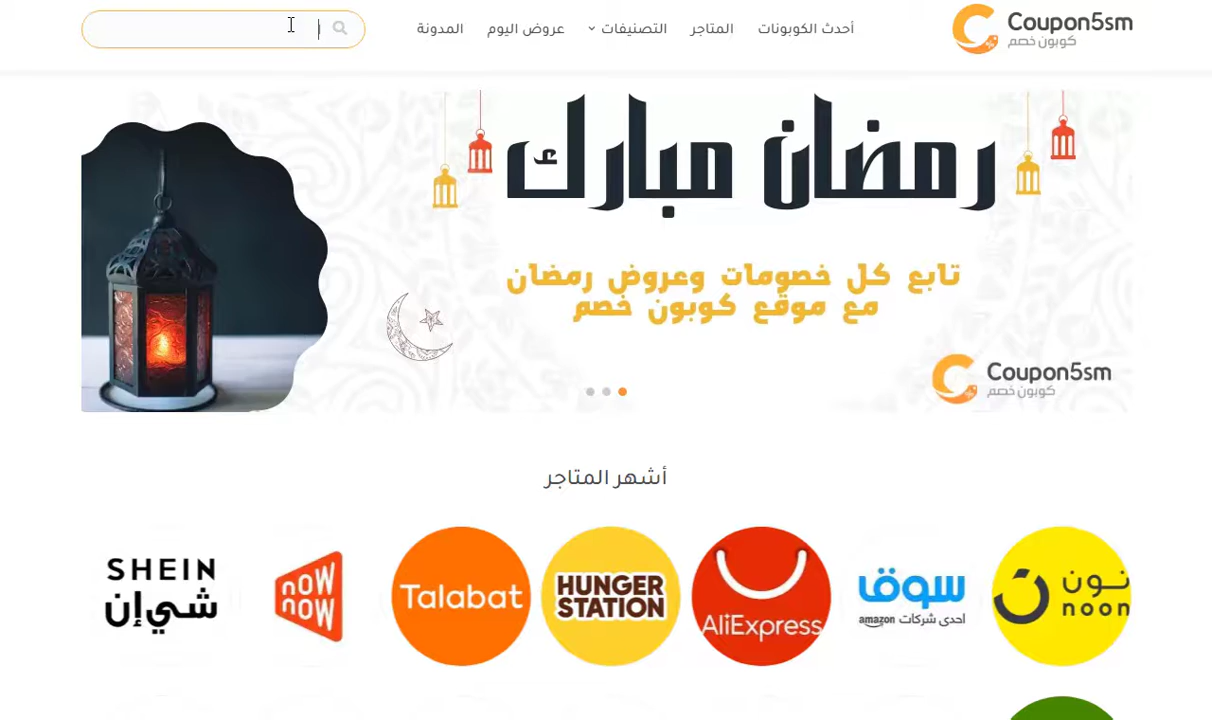 Coupon5sm
كوبون خصم
أحدث الكوبونات
المتاجر
التصنيفات
عروض اليوم
المدونة
رمضان مبارك
تابع كل خصومات وعروض رمضان
مع موقع كوبون خصم
Coupon5sm
كوبون خصم
أشهر المتاجر
نون
noon
سوق
احدى شركات amazon
AliExpress
HUNGER
STATION
Talabat
nOW
nOW
SHEIN
شي إن